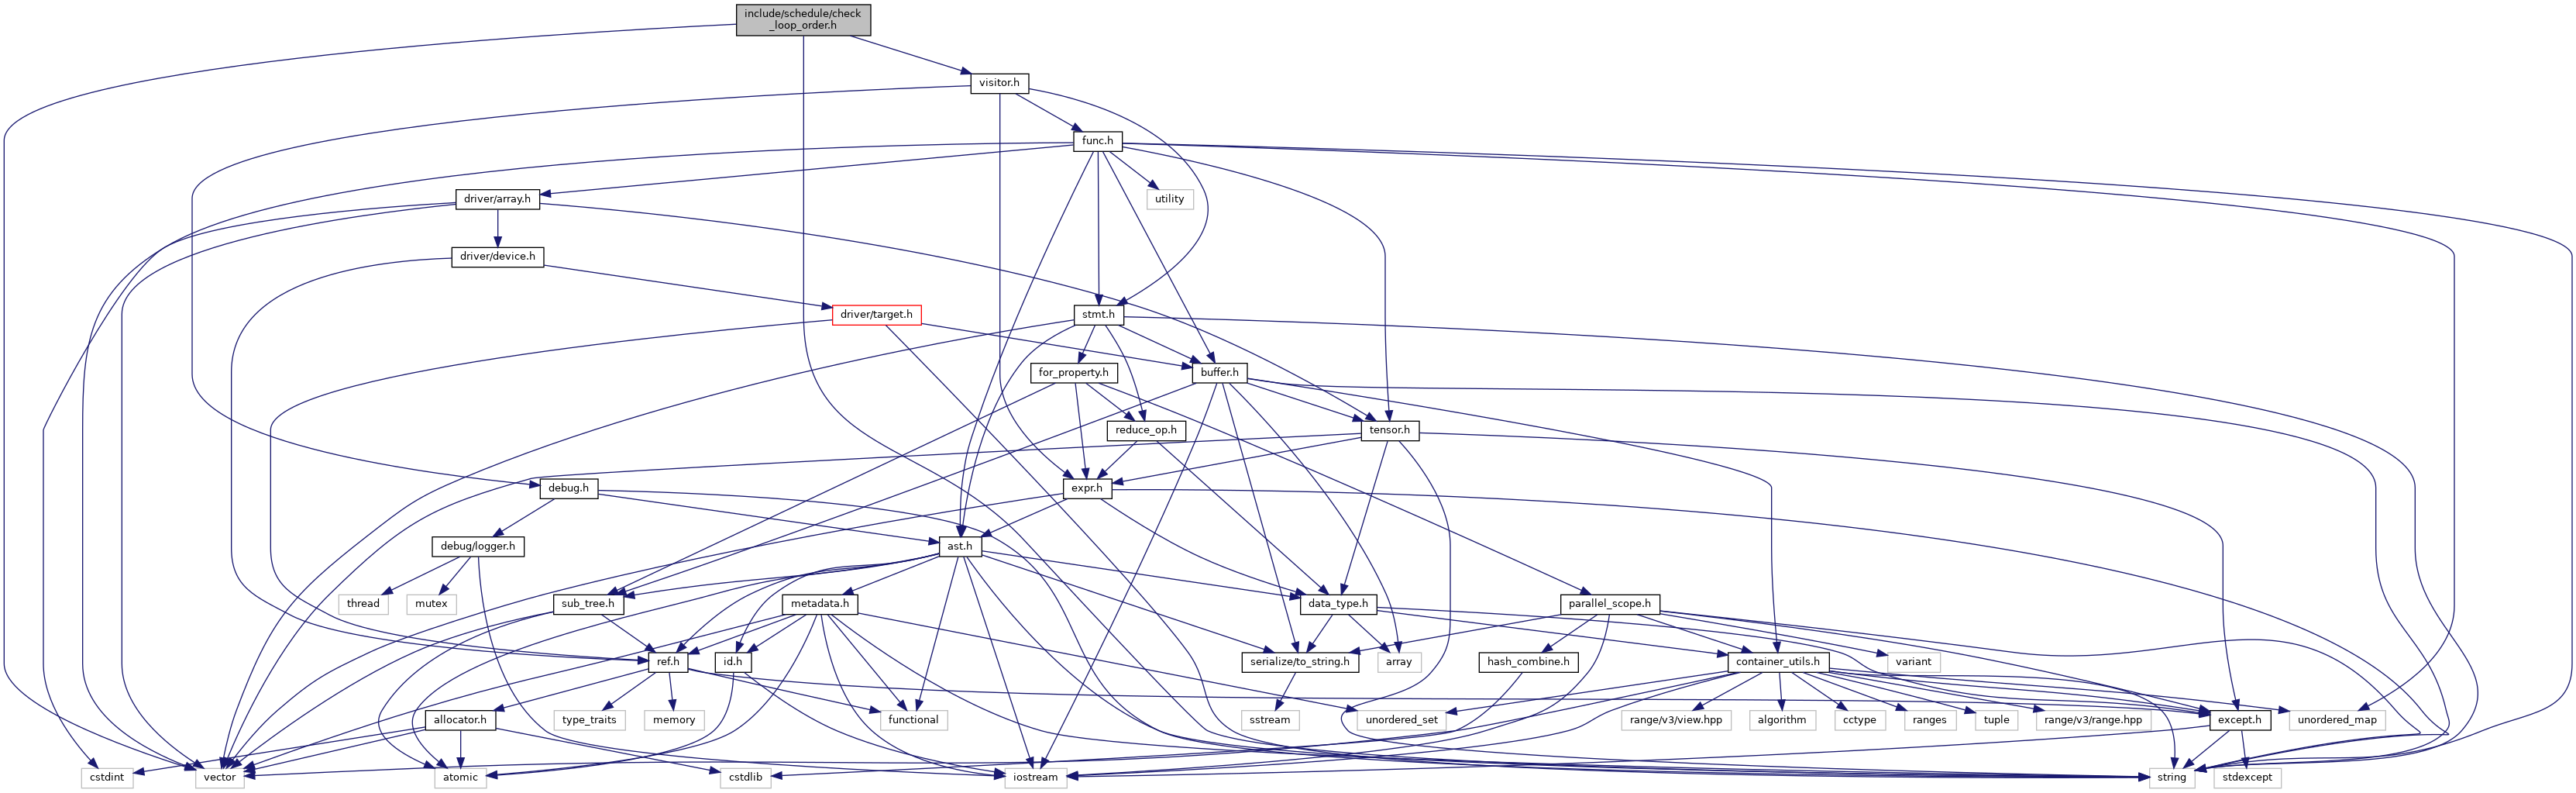 include/schedule/check
_loop_order.h
visitor.h
func.h
driver/array.h
utility
driver/device.h
driver/target.h
stmt.h
for_property.h
buffer.h
reduce_op.h
tensor.h
debug.h
expr.h
debug/logger.h
ast.h
thread
mutex
sub_tree.h
metadata.h
data_type.h
parallel_scope.h
ref.h
id.h
serialize/to_string.h
array
hash_combine.h
container_utils.h
variant
allocator.h
type_traits
memory
functional
sstream
unordered_set
range/v3/view.hpp
algorithm
cctype
ranges
tuple
range/v3/range.hpp
except.h
unordered_map
cstdint
vector
atomic
cstdlib
iostream
string
stdexcept